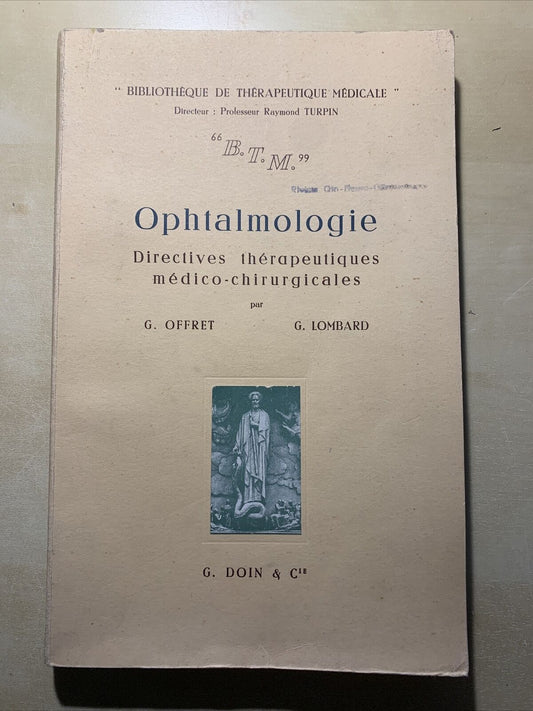 " BIBLIOTHÈQUE DE THÉRAPEUTIQUE MÉDICALE "
Directeur : Professeur Raymond TURPIN
“ B. T. M. ”
Ophtalmologie
Directives thérapeutiques
médico-chirurgicales
par
G. OFFRET G. LOMBARD
G. DOIN & Cie